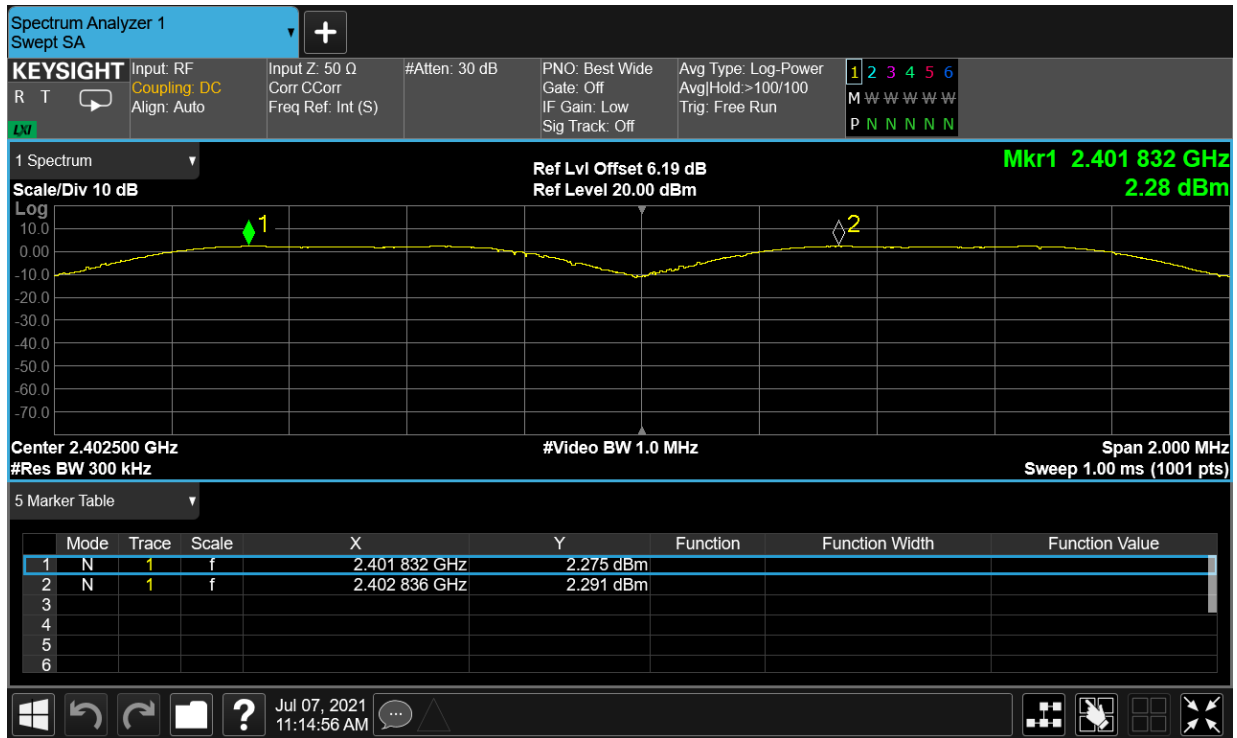 Spectrum Analyzer 1
Swept SA
KEYSIGHT
R T
LXI
Input: RF
Coupling: DC
Align: Auto
Input Z: 50 Ω
Corr CCorr
Freq Ref: Int (S)
#Atten: 30 dB
PNO: Best Wide
Gate: Off
IF Gain: Low
Sig Track: Off
Avg Type: Log-Power
Avg|Hold:>100/100
Trig: Free Run
1 2 3 4 5 6
M W W W W W
P N N N N N
1 Spectrum
Scale/Div 10 dB
Ref Lvl Offset 6.19 dB
Ref Level 20.00 dBm
Mkr1 2.401 832 GHz
2.28 dBm
Log
10.0
0.00
-10.0
-20.0
-30.0
-40.0
-50.0
-60.0
-70.0
1
2
Center 2.402500 GHz
#Res BW 300 kHz
#Video BW 1.0 MHz
Span 2.000 MHz
Sweep 1.00 ms (1001 pts)
5 Marker Table
Mode Trace Scale X Y Function Function Width Function Value
1 N 1 f 2.401 832 GHz 2.275 dBm
2 N 1 f 2.402 836 GHz 2.291 dBm
3
4
5
6
?
Jul 07, 2021
11:14:56 AM